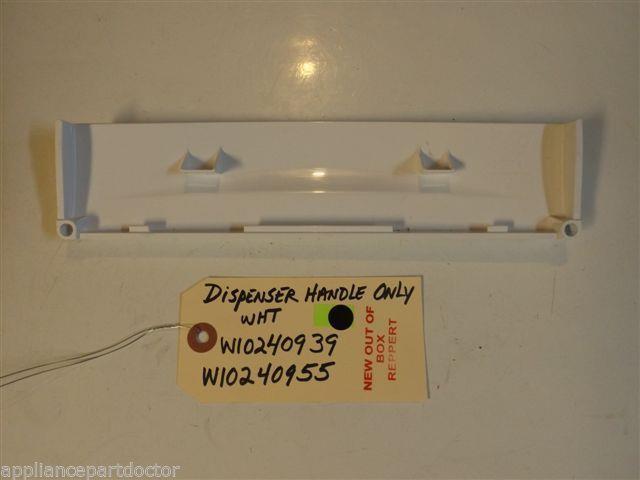 DISPENSER HANDLE ONLY
WHT
W10240939
W10240955
NEW OUT OF
BOX
REPPERT
appliancepartdoctor